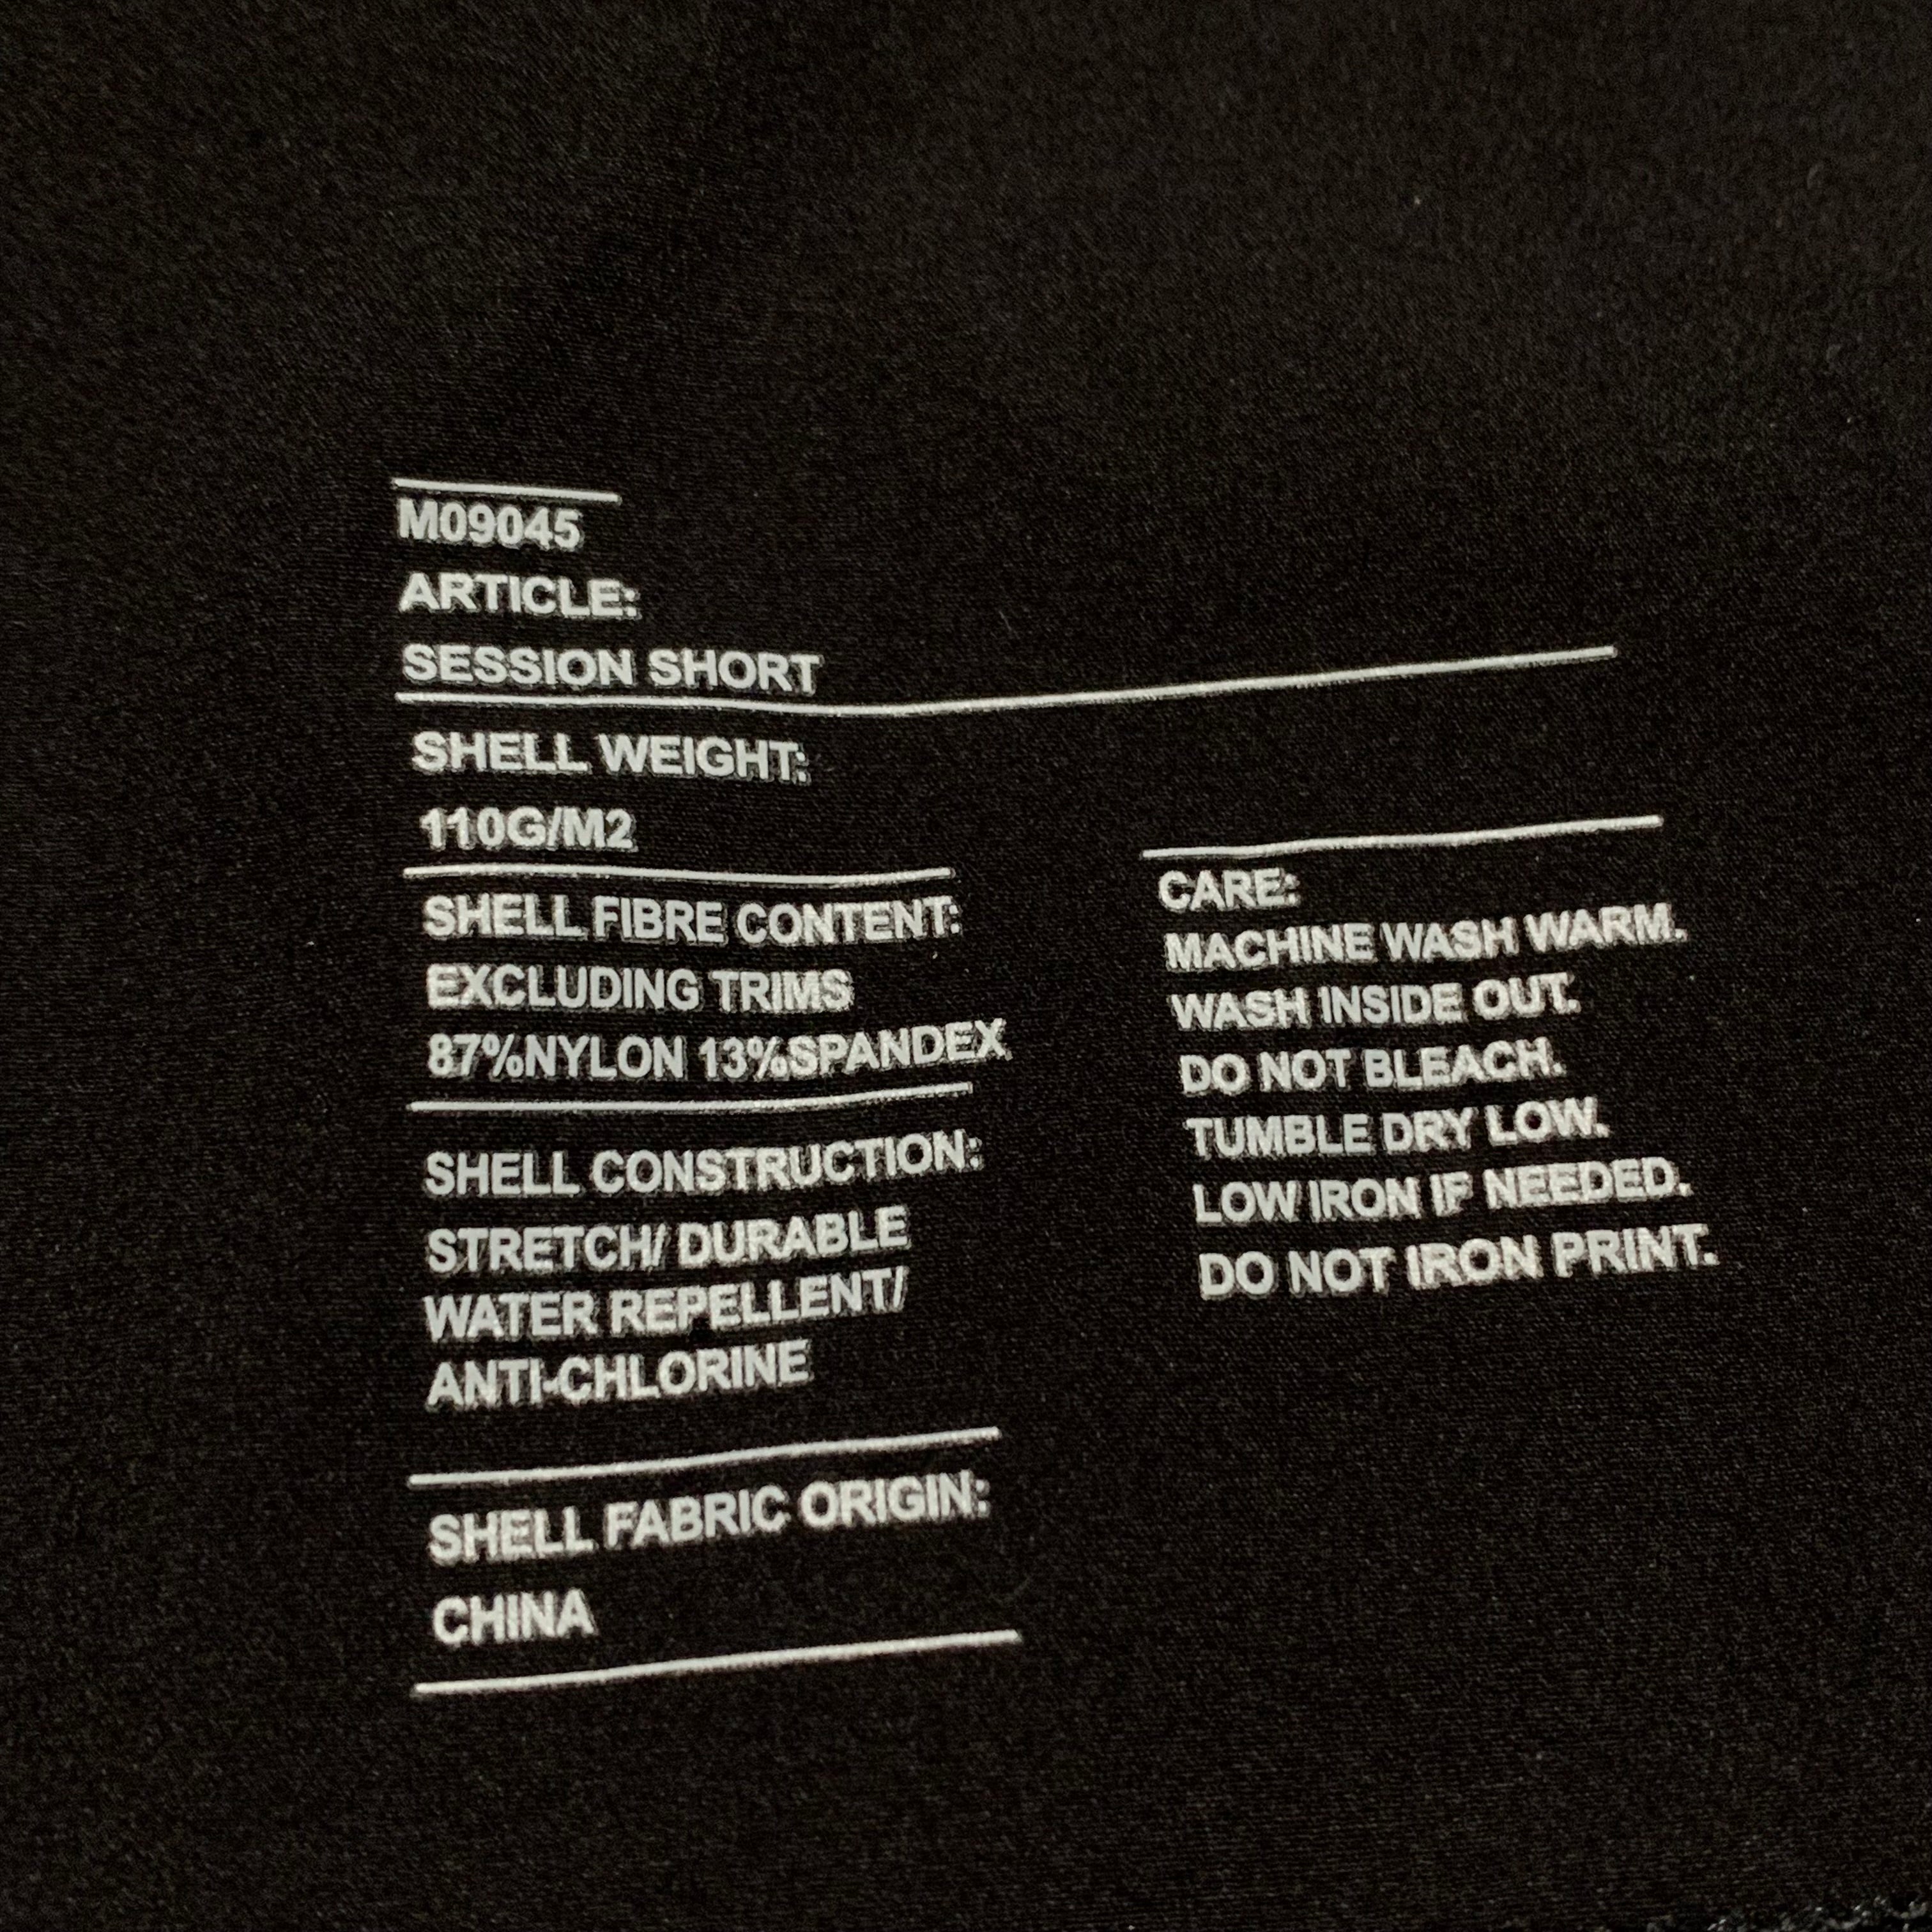 M09045
ARTICLE:
SESSION SHORT
SHELL WEIGHT:
110G/M2
SHELL FIBRE CONTENT:
EXCLUDING TRIMS
87%NYLON 13%SPANDEX
SHELL CONSTRUCTION:
STRETCH/ DURABLE
WATER REPELLENT/
ANTI-CHLORINE
SHELL FABRIC ORIGIN:
CHINA
CARE:
MACHINE WASH WARM.
WASH INSIDE OUT.
DO NOT BLEACH.
TUMBLE DRY LOW.
LOW IRON IF NEEDED.
DO NOT IRON PRINT.